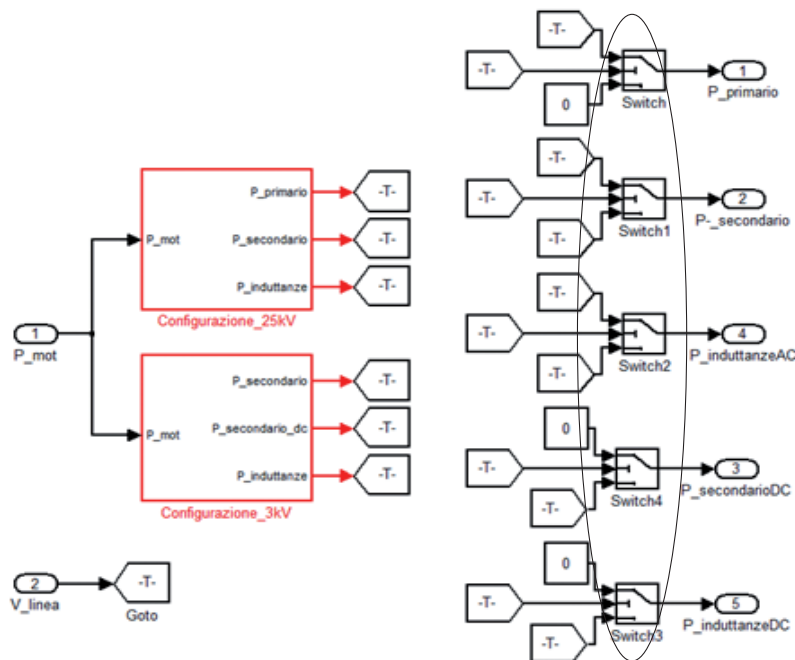 P_mot
P_primario
P_secondario
P_induttanze
-T-
-T-
-T-
Configurazione_25kV
1
P_mot
P_mot
P_secondario
P_secondario_dc
P_induttanze
-T-
-T-
-T-
Configurazione_3kV
2
V_linea
-T-
Goto
-T-
-T-
0
Switch
1
P_primario
-T-
-T-
-T-
Switch1
2
P-_secondario
-T-
-T-
-T-
Switch2
4
P_induttanzeAC
0
-T-
-T-
Switch4
3
P_secondarioDC
0
-T-
-T-
Switch3
5
P_induttanzeDC